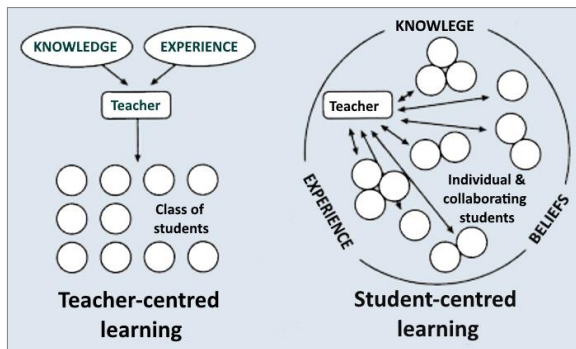 KNOWLEDGE
EXPERIENCE
Teacher
Class of
students
Teacher-centred
learning
KNOWLEGE
Teacher
Individual &
collaborating
students
EXPERIENCE
BELIEFS
Student-centred
learning